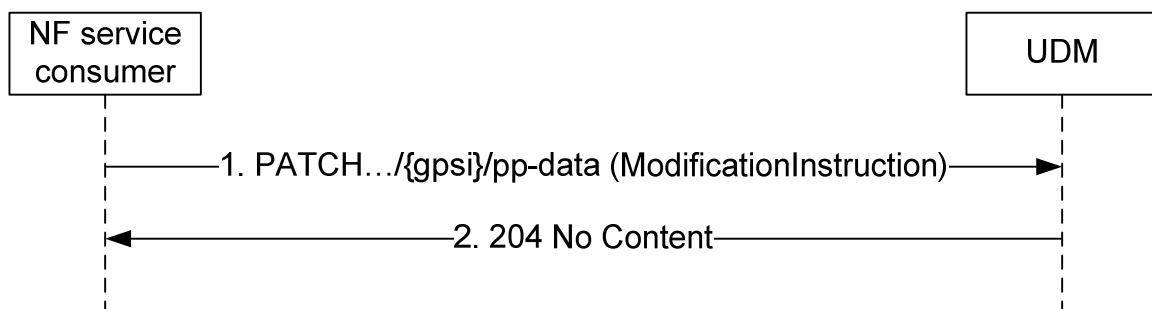 NF service
consumer
UDM
1. PATCH…/{gpsi}/pp-data (ModificationInstruction)
2. 204 No Content